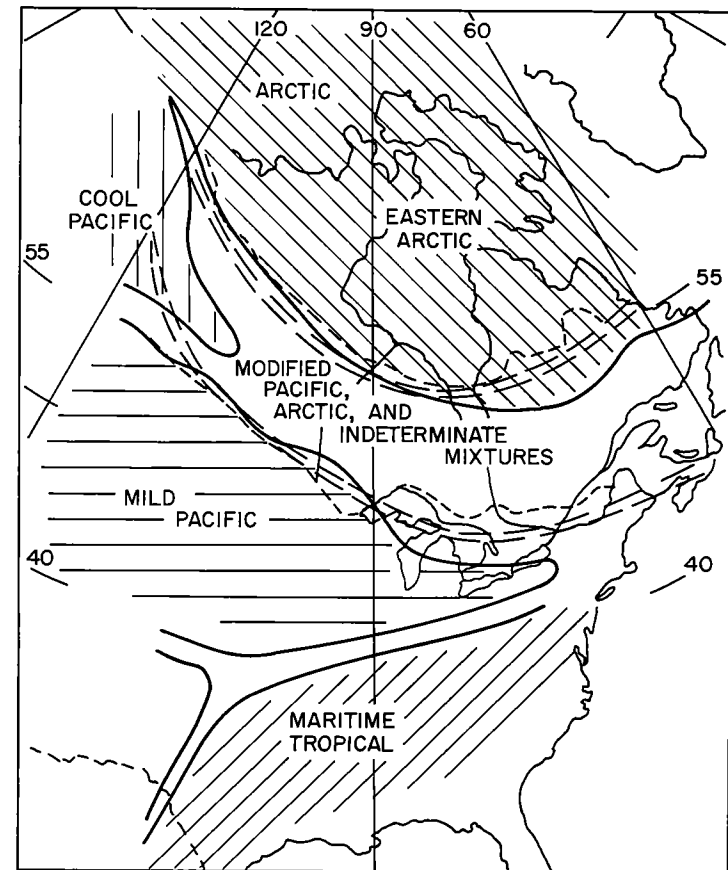 120 90 60
ARCTIC
COOL
PACIFIC
EASTERN
ARCTIC
55
55
MODIFIED
PACIFIC,
ARCTIC, AND
INDETERMINATE
MIXTURES
MILD
PACIFIC
40
40
MARITIME
TROPICAL